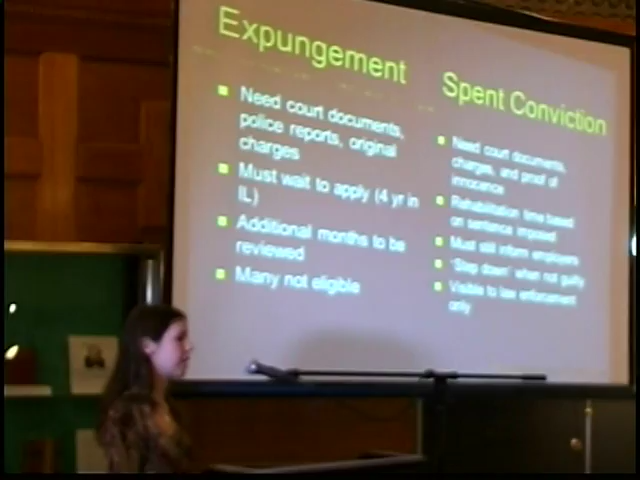 Expungement
Need court documents,
police reports, original
charges
Must wait to apply (4 yr in
IL)
Additional months to be
reviewed
Many not eligible
Spent Conviction
Need court documents,
charges, and proof of
innocence
Rehabilitation time based
on sentence imposed
Must still inform employers
"Step down" when not guilty
Visible to law enforcement
only